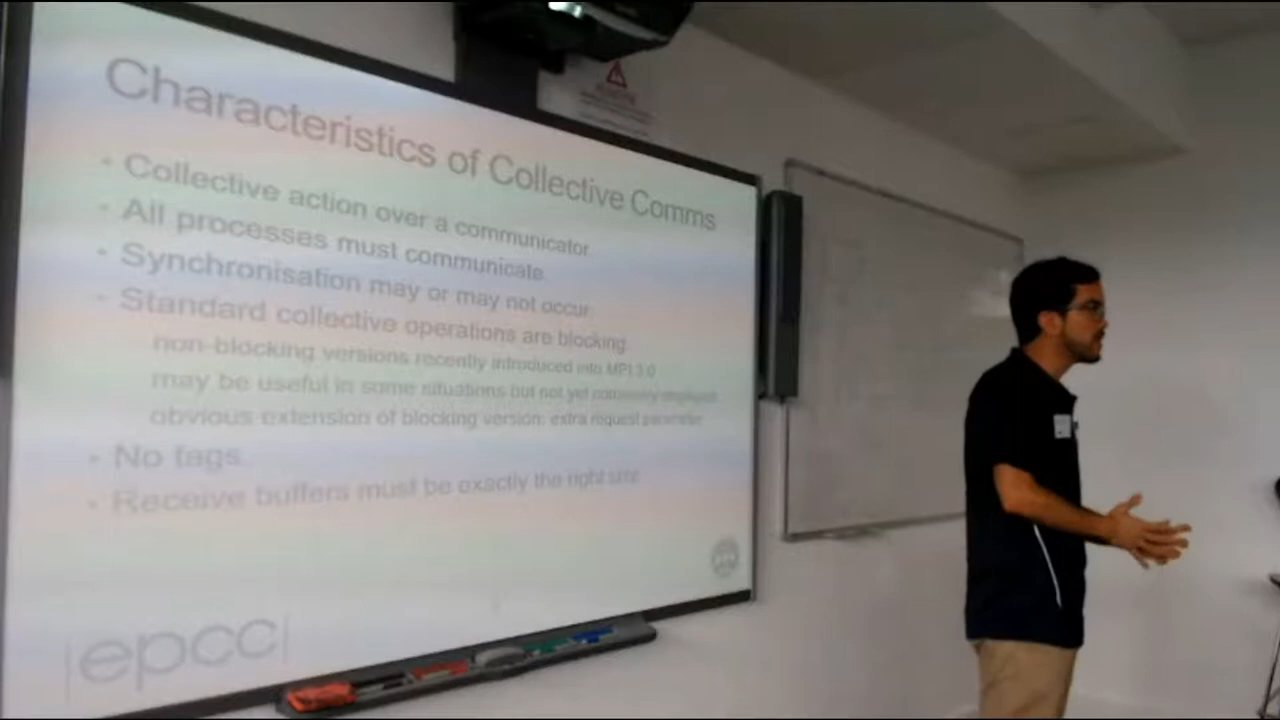 Characteristics of Collective Comms
• Collective action over a communicator.
• All processes must communicate.
• Synchronisation may or may not occur.
• Standard collective operations are blocking.
non-blocking versions recently introduced into MPI 3.0
may be useful in some situations but not yet commonly employed
obvious extension of blocking version: extra request parameter
• No tags.
• Receive buffers must be exactly the right size.
|epcc|